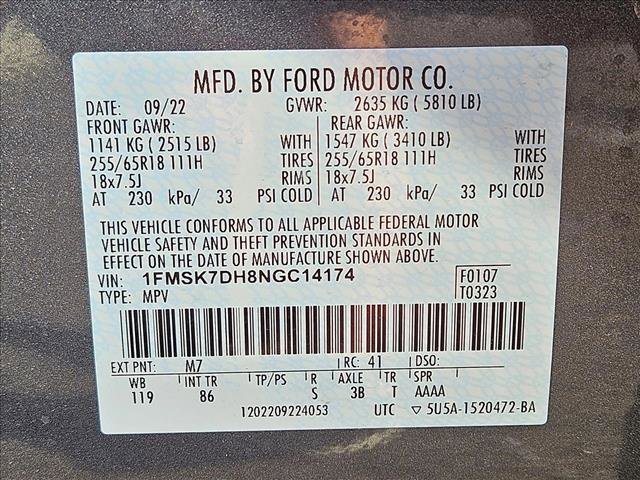 MFD. BY FORD MOTOR CO.
DATE: 09/22 GVWR: 2635 KG ( 5810 LB)
FRONT GAWR: REAR GAWR:
1141 KG ( 2515 LB) WITH 1547 KG ( 3410 LB) WITH
255/65R18 111H TIRES 255/65R18 111H TIRES
18x7.5J RIMS 18x7.5J RIMS
AT 230 kPa/ 33 PSI COLD AT 230 kPa/ 33 PSI COLD
THIS VEHICLE CONFORMS TO ALL APPLICABLE FEDERAL MOTOR
VEHICLE SAFETY AND THEFT PREVENTION STANDARDS IN
EFFECT ON THE DATE OF MANUFACTURE SHOWN ABOVE.
VIN: 1FMSK7DH8NGC14174 F0107
TYPE: MPV T0323
EXT PNT: M7 RC: 41 DSO:
WB INT TR TP/PS R AXLE TR SPR
119 86 S 3B T AAAA
1202209224053 UTC ▽ 5U5A-1520472-BA